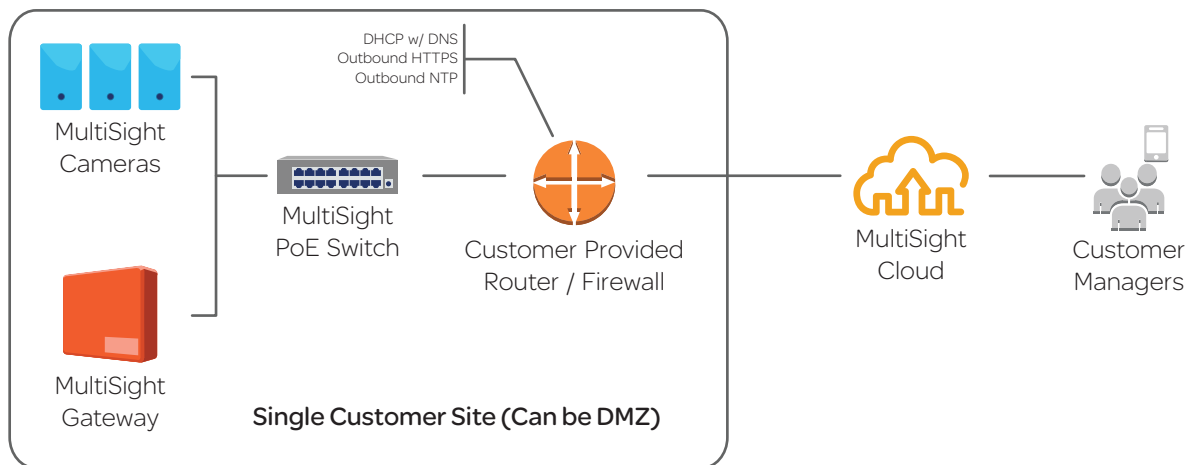 DHCP w/ DNS
Outbound HTTPS
Outbound NTP
MultiSight
Cameras
MultiSight
PoE Switch
Customer Provided
Router / Firewall
MultiSight
Cloud
Customer
Managers
MultiSight
Gateway
Single Customer Site (Can be DMZ)